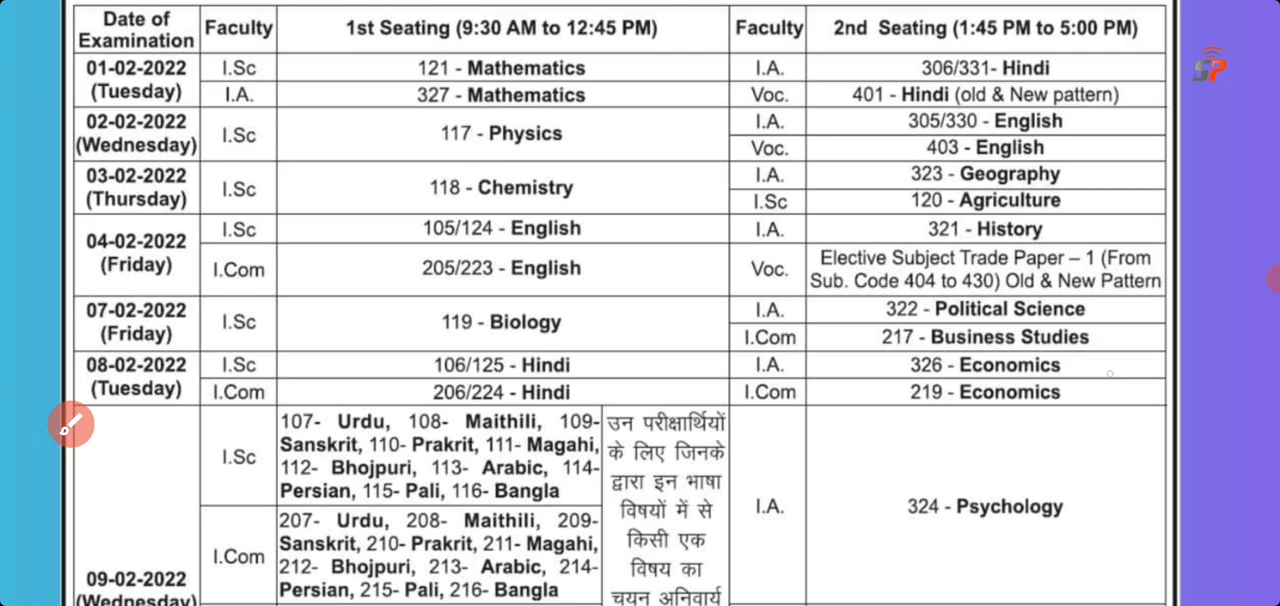 Date of Examination Faculty 1st Seating (9:30 AM to 12:45 PM) Faculty 2nd Seating (1:45 PM to 5:00 PM)
01-02-2022 (Tuesday)
I.Sc 121 - Mathematics I.A. 306/331- Hindi
I.A. 327 - Mathematics Voc. 401 - Hindi (old & New pattern)
02-02-2022 (Wednesday)
I.Sc 117 - Physics
I.A. 305/330 - English
Voc. 403 - English
03-02-2022 (Thursday)
I.Sc 118 - Chemistry
I.A. 323 - Geography
I.Sc 120 - Agriculture
04-02-2022 (Friday)
I.Sc 105/124 - English I.A. 321 - History
I.Com 205/223 - English Voc. Elective Subject Trade Paper – 1 (From
Sub. Code 404 to 430) Old & New Pattern
07-02-2022 (Friday)
I.Sc 119 - Biology
I.A. 322 - Political Science
I.Com 217 - Business Studies
08-02-2022 (Tuesday)
I.Sc 106/125 - Hindi I.A. 326 - Economics
I.Com 206/224 - Hindi I.Com 219 - Economics
09-02-2022
(Wednesday)
I.Sc
107- Urdu, 108- Maithili, 109-
Sanskrit, 110- Prakrit, 111- Magahi,
112- Bhojpuri, 113- Arabic, 114-
Persian, 115- Pali, 116- Bangla
I.Com
207- Urdu, 208- Maithili, 209-
Sanskrit, 210- Prakrit, 211- Magahi,
212- Bhojpuri, 213- Arabic, 214-
Persian, 215- Pali, 216- Bangla
उन परीक्षार्थियों
के लिए जिनके
द्वारा इन भाषा
विषयों में से
किसी एक
विषय का
चयन अनिवार्य
I.A. 324 - Psychology
SP